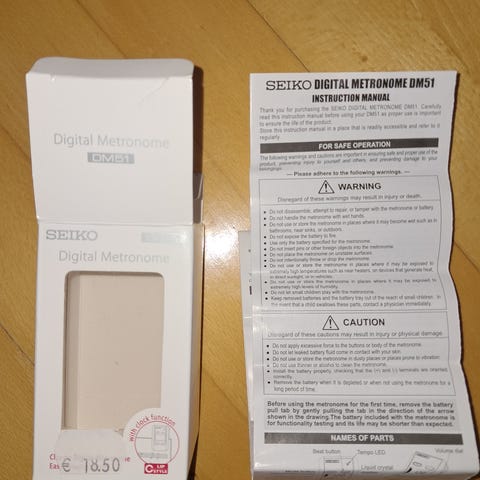 Digital Metronome
DM51
SEIKO
Digital Metronome
with clock function
CLIP
STYLE
€ 18.50
SEIKO DIGITAL METRONOME DM51
INSTRUCTION MANUAL
Thank you for purchasing the SEIKO DIGITAL METRONOME DM51. Carefully
read this instruction manual before using your DM51 as proper use is important
to ensure the life of the product.
Store this instruction manual in a place that is readily accessible and refer to it
regularly.
FOR SAFE OPERATION
The following warnings and cautions are important in ensuring safe and proper use of the
product, preventing injury to yourself and others, and preventing damage to your
belongings.
— Please adhere to the following warnings. —
WARNING
Disregard of these warnings may result in injury or death.
● Do not disassemble, attempt to repair, or tamper with the metronome or battery
● Do not handle the metronome with wet hands.
● Do not use or store the metronome in places where it may become wet such as in
bathrooms, near sinks, or outdoors.
● Do not expose the battery to fire.
● Use only the battery specified for the metronome.
● Do not insert pins or other foreign objects into the metronome.
● Do not place the metronome on unstable surfaces.
● Do not intentionally throw or drop the metronome.
● Do not use or store the metronome in places where it may be exposed to
extremely high temperatures such as near heaters, on devices that generate heat,
in direct sunlight, or in vehicles.
● Do not use or store the metronome in places where it may be exposed to
extremely high levels of humidity.
● Do not let small children play with the metronome.
● Keep removed batteries and the battery tray out of the reach of small children. In
the event that a child swallows these parts, contact a physician immediately.
CAUTION
Disregard of these cautions may result in injury or physical damage.
● Do not apply excessive force to the buttons or body of the metronome.
● Do not let leaked battery fluid come in contact with your skin.
● Do not use or store the metronome in dusty places or places prone to vibration.
● Do not use thinner or alcohol to clean the metronome.
● Install the battery properly, checking that the (+) and (-) terminals are oriented
correctly.
● Remove the battery when it is depleted or when not using the metronome for a
long period of time.
Before using the metronome for the first time, remove the battery
pull tab by gently pulling the tab in the direction of the arrow
shown in the drawing. The battery included with the metronome is
for functionality testing and its life may be shorter than expected.
NAMES OF PARTS
Beat button
Tempo LED
Volume dial
Liquid crystal